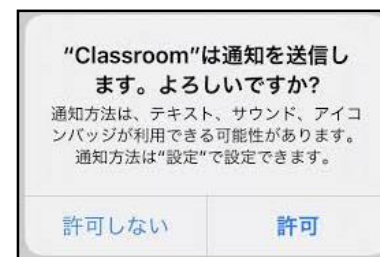 “Classroom”は通知を送信し
ます。よろしいですか?
通知方法は、テキスト、サウンド、アイコ
ンバッジが利用できる可能性があります。
通知方法は“設定”で設定できます。
許可しない
許可